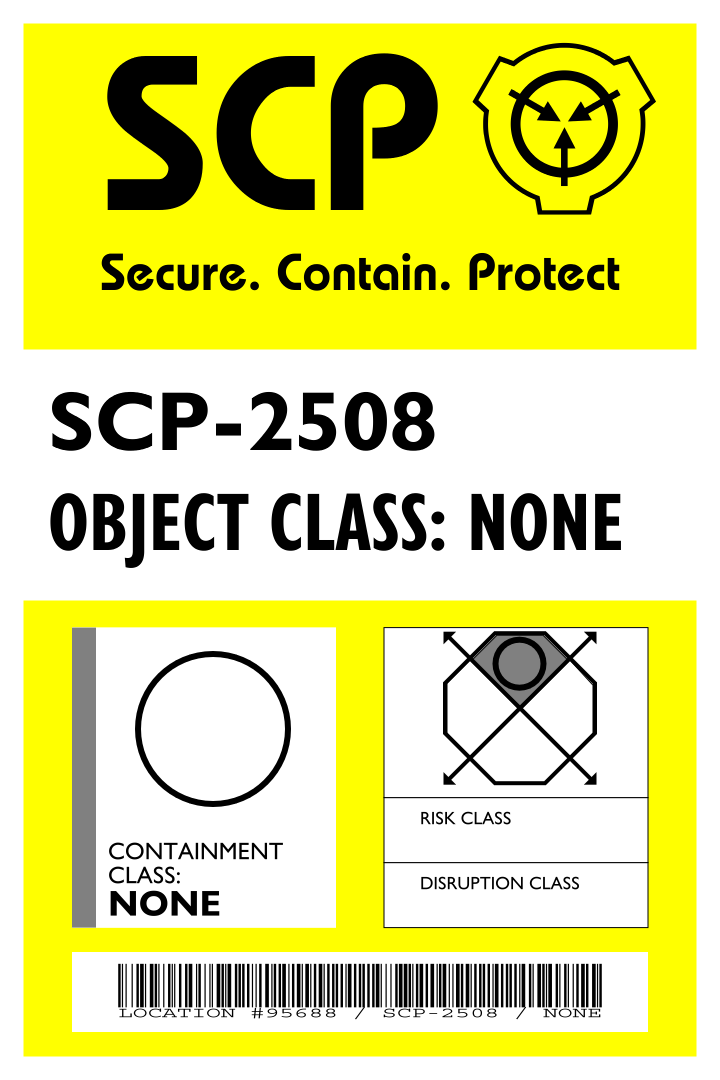 SCP
Secure. Contain. Protect
SCP-2508
OBJECT CLASS: NONE
CONTAINMENT
CLASS:
NONE
RISK CLASS
DISRUPTION CLASS
LOCATION #95688 / SCP-2508 / NONE